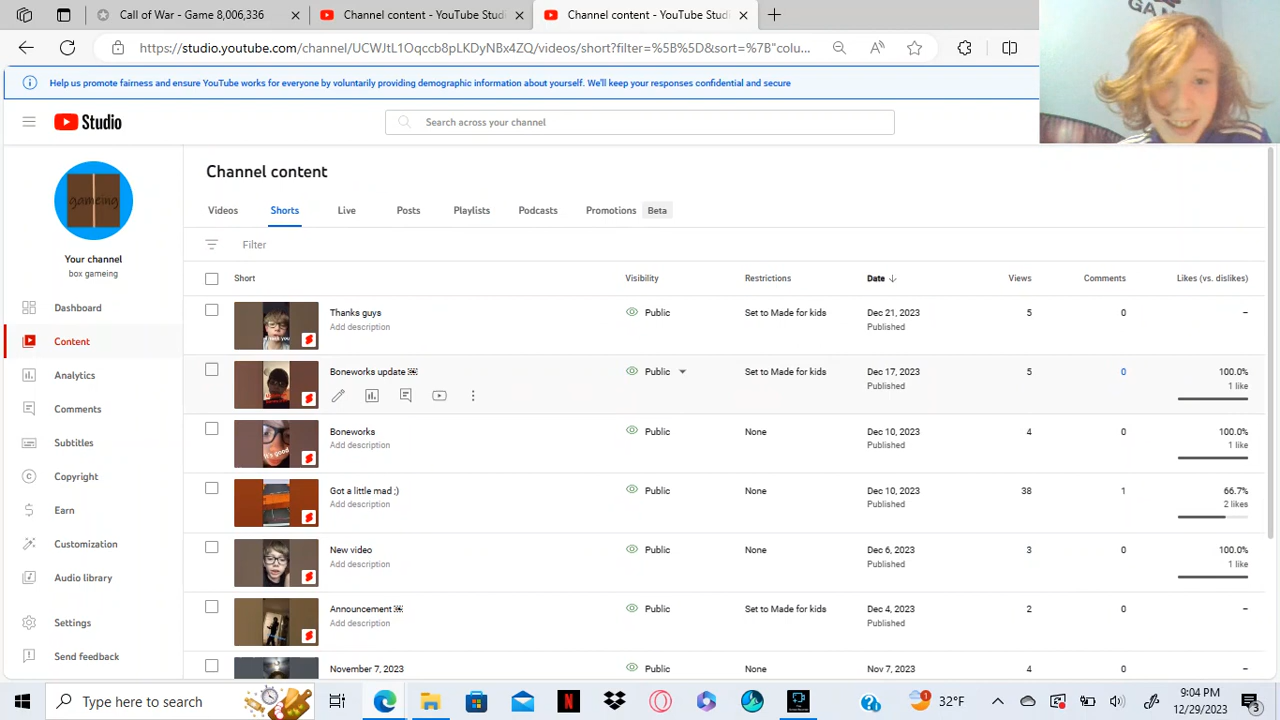 Call of War - Games 8,000,000+
Channel content - YouTube Studi
Channel content - YouTube Studi
https://studio.youtube.com/channel/UCWJtL1Oqccb8pLKDyNBx4ZQ/videos/short?filter=%5B%5D&sort=%7B"colu...
GA
Help us promote fairness and ensure YouTube works for everyone by voluntarily providing demographic information about yourself. We'll keep your responses confidential and secure
Studio
Search across your channel
gameing
Your channel
box gameing
Dashboard
Content
Analytics
Comments
Subtitles
Copyright
Earn
Customization
Audio library
Settings
Send feedback
Channel content
Videos Shorts Live Posts Playlists Podcasts Promotions Beta
Filter
Short Visibility Restrictions Date Views Comments Likes (vs. dislikes)
Thanks guys Public Set to Made for kids Dec 21, 2023 5 0 –
Add description Published
Boneworks update Public Set to Made for kids Dec 17, 2023 5 0 100.0%
Published 1 like
Boneworks Public None Dec 10, 2023 4 0 100.0%
Add description Published 1 like
it's good
Got a little mad ;) Public None Dec 10, 2023 38 1 66.7%
Add description Published 2 likes
New video Public None Dec 6, 2023 3 0 100.0%
Add description Published 1 like
Announcement Public Set to Made for kids Dec 4, 2023 2 0 –
Add description Published
November 7, 2023 Public None Nov 7, 2023 4 0
Type here to search
32°F
9:04 PM
12/29/2023
3